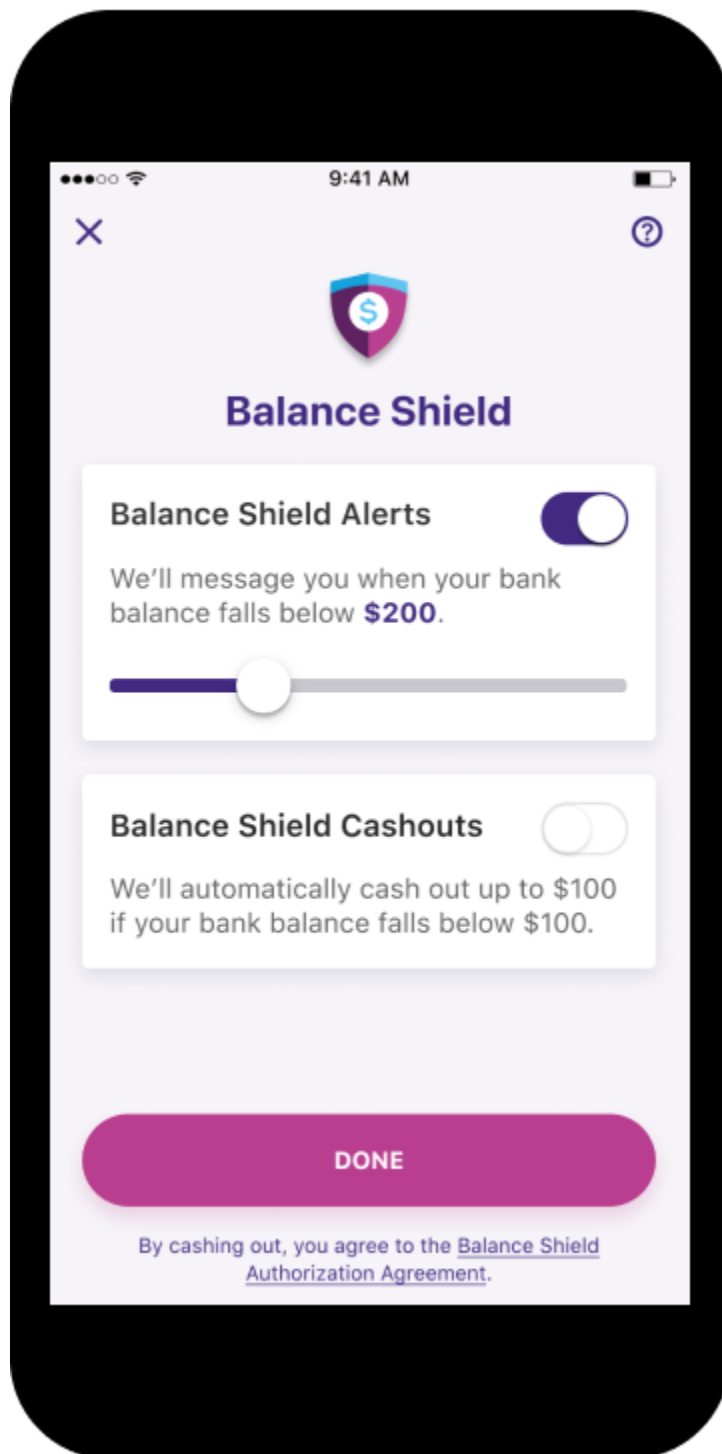 9:41 AM
$
Balance Shield
Balance Shield Alerts
We’ll message you when your bank
balance falls below $200.
Balance Shield Cashouts
We’ll automatically cash out up to $100
if your bank balance falls below $100.
DONE
By cashing out, you agree to the Balance Shield
Authorization Agreement.